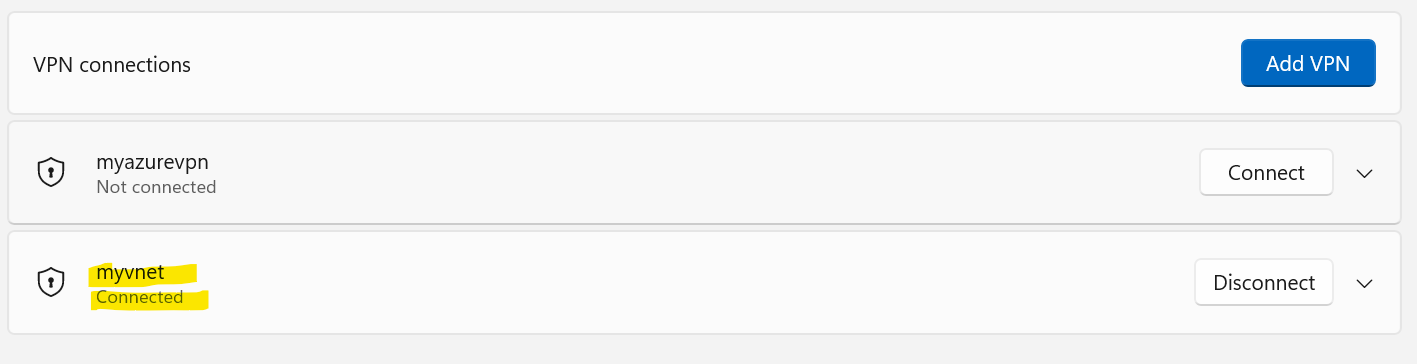 VPN connections
Add VPN
myazurevpn
Not connected
Connect
myvnet
Connected
Disconnect